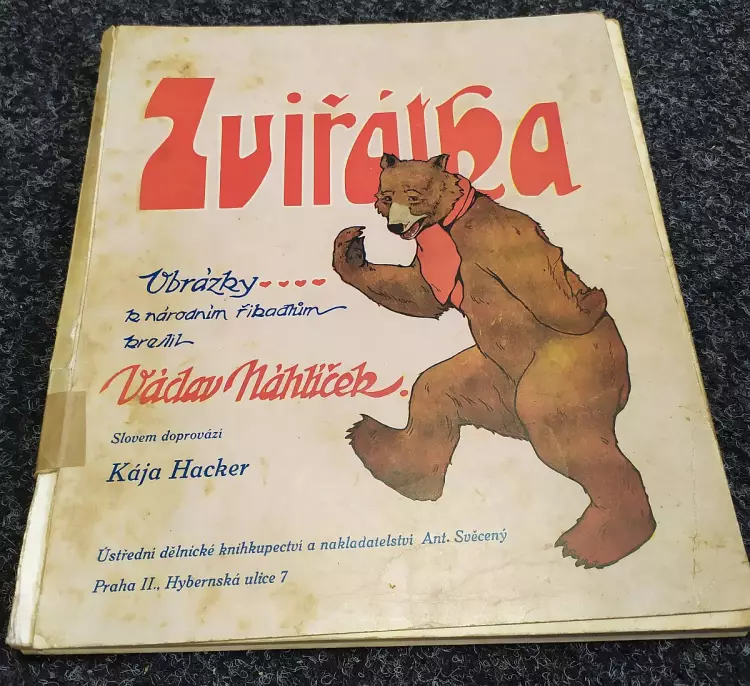 Zvířátka
Obrázky....
k národním říkadlům
kreslil
Václav Náhlíček.
Slovem doprovází
Kája Hacker
Ústřední dělnické knihkupectví a nakladatelství Ant. Svěcený
Praha II., Hybernská ulice 7